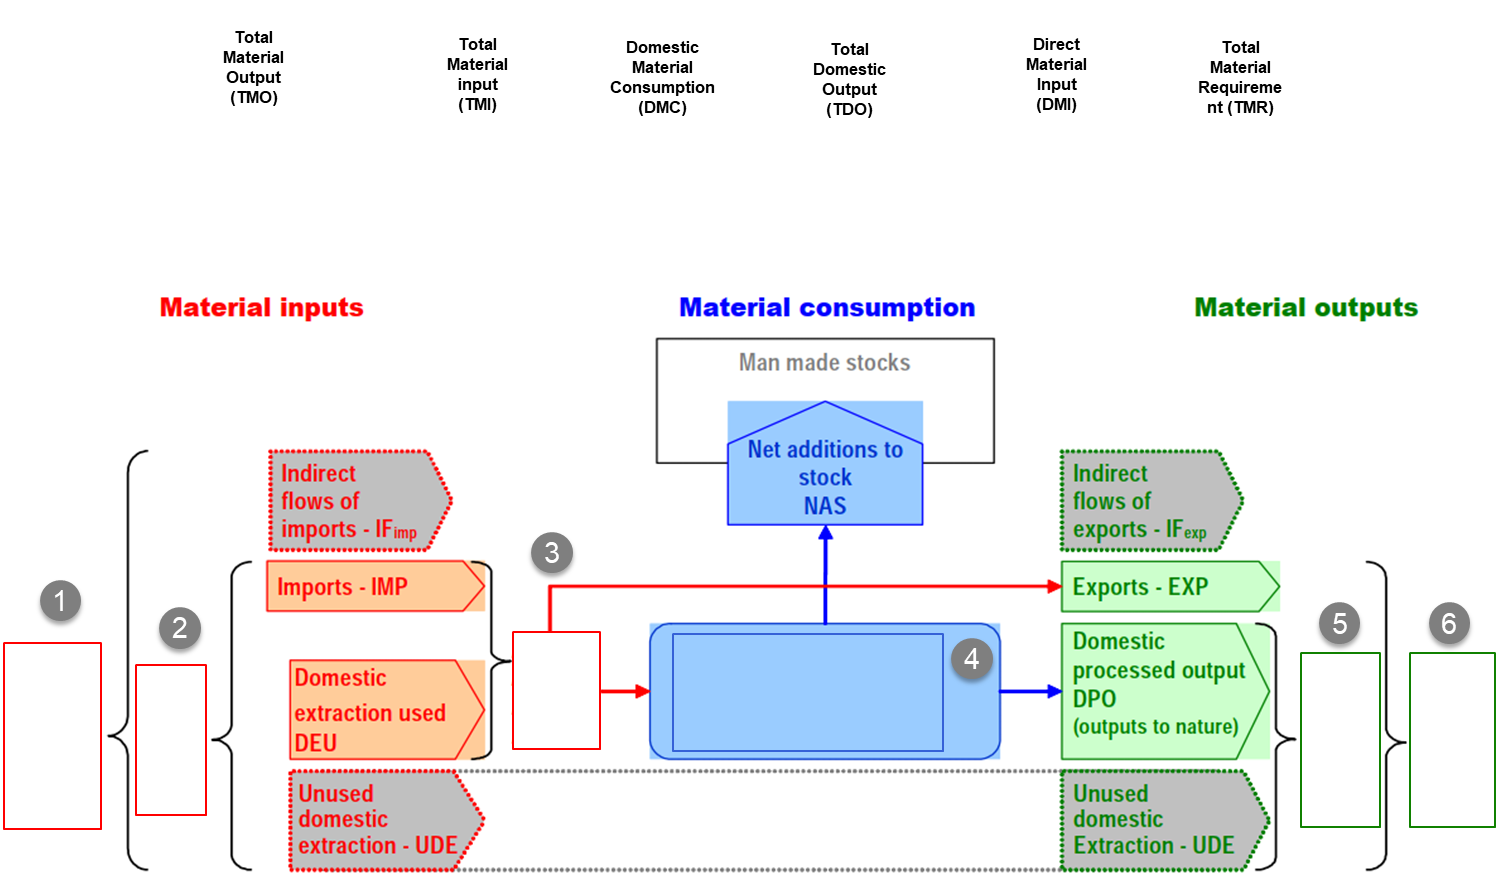 Total
Material
Output
(TMO)
Total
Material
input
(TMI)
Domestic
Material
Consumption
(DMC)
Total
Domestic
Output
(TDO)
Direct
Material
Input
(DMI)
Total
Material
Requireme
nt (TMR)
Material inputs
Material consumption
Material outputs
Man made stocks
Net additions to
stock
NAS
Indirect
flows of
imports - IFimp
Indirect
flows of
exports - IFexp
3
Imports - IMP
Exports - EXP
1
2
5
6
4
Domestic
extraction used
DEU
Domestic
processed output
DPO
(outputs to nature)
Unused
domestic
extraction - UDE
Unused
domestic
Extraction - UDE